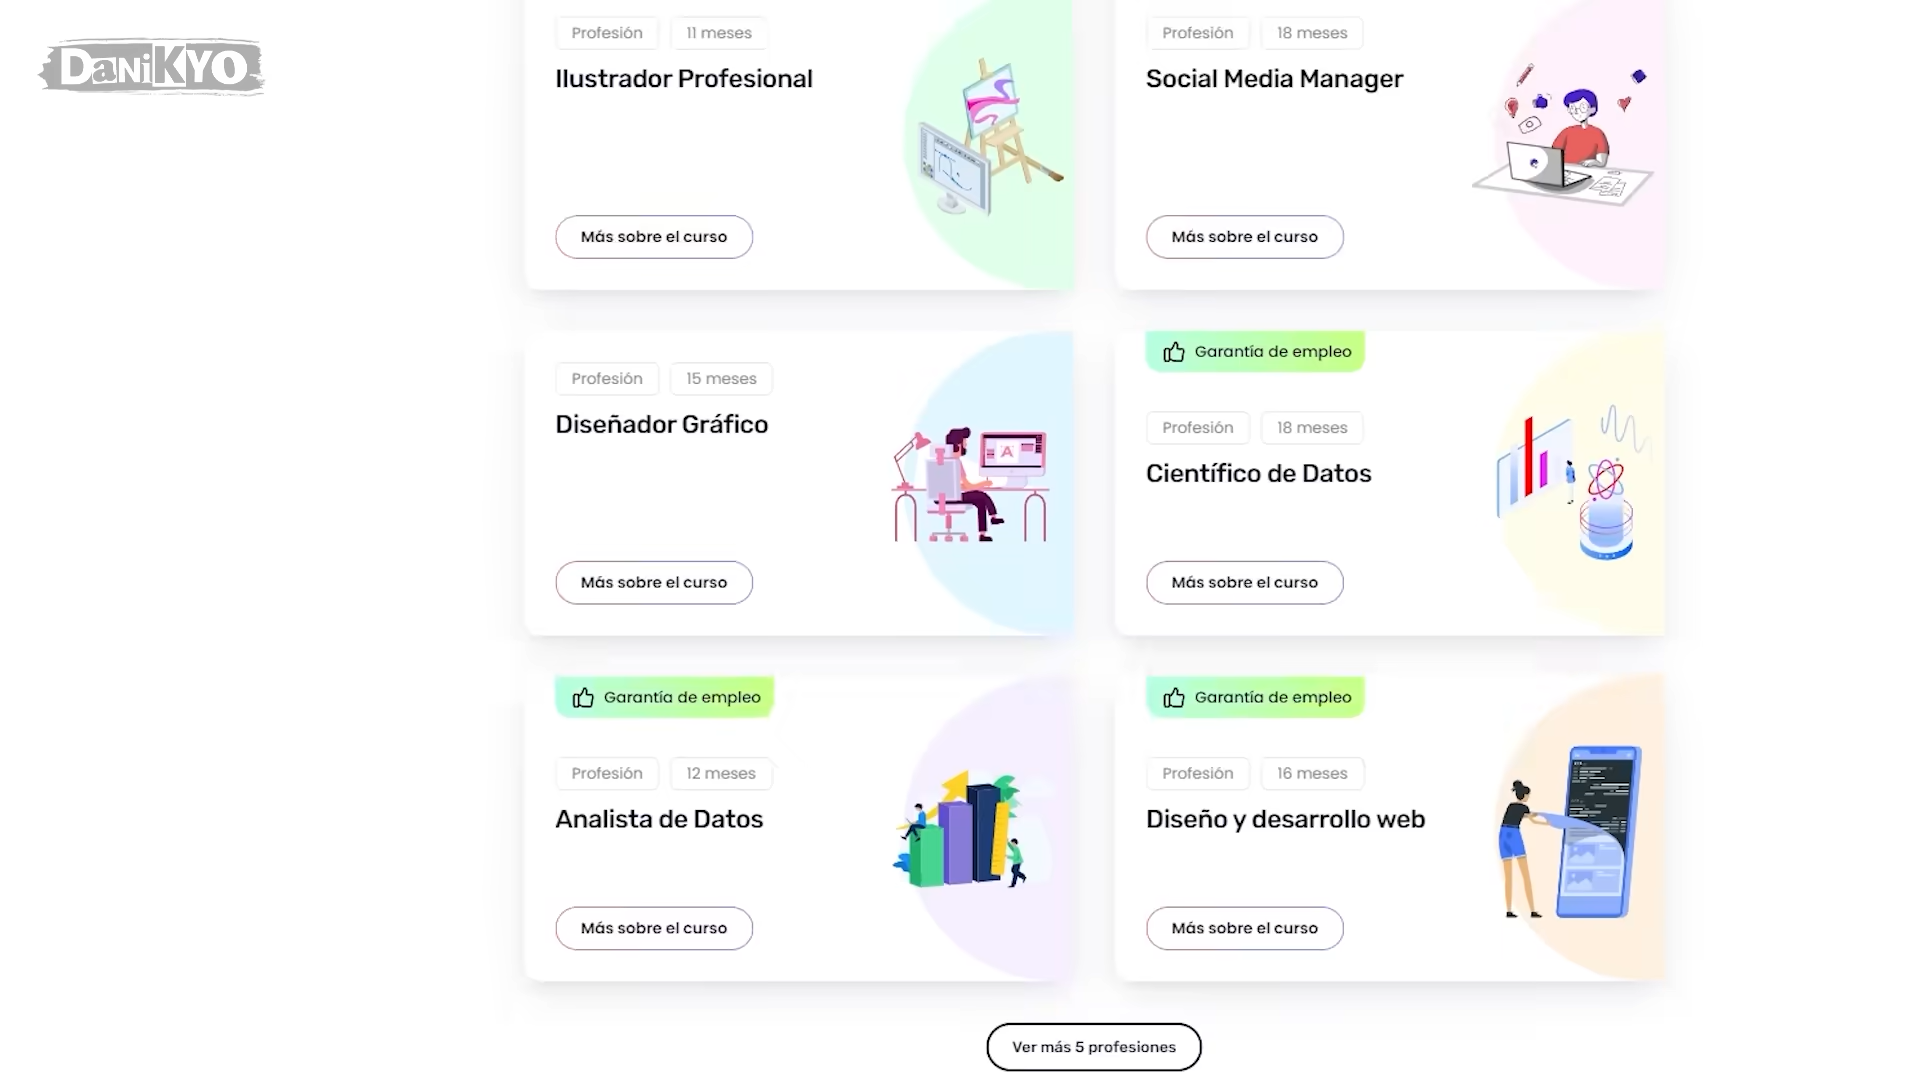 DaniKYO
Profesión
11 meses
Ilustrador Profesional
Más sobre el curso
Profesión
18 meses
Social Media Manager
Más sobre el curso
Profesión
15 meses
Diseñador Gráfico
Más sobre el curso
Garantía de empleo
Profesión
18 meses
Científico de Datos
Más sobre el curso
Garantía de empleo
Profesión
12 meses
Analista de Datos
Más sobre el curso
Garantía de empleo
Profesión
16 meses
Diseño y desarrollo web
Más sobre el curso
Ver más 5 profesiones